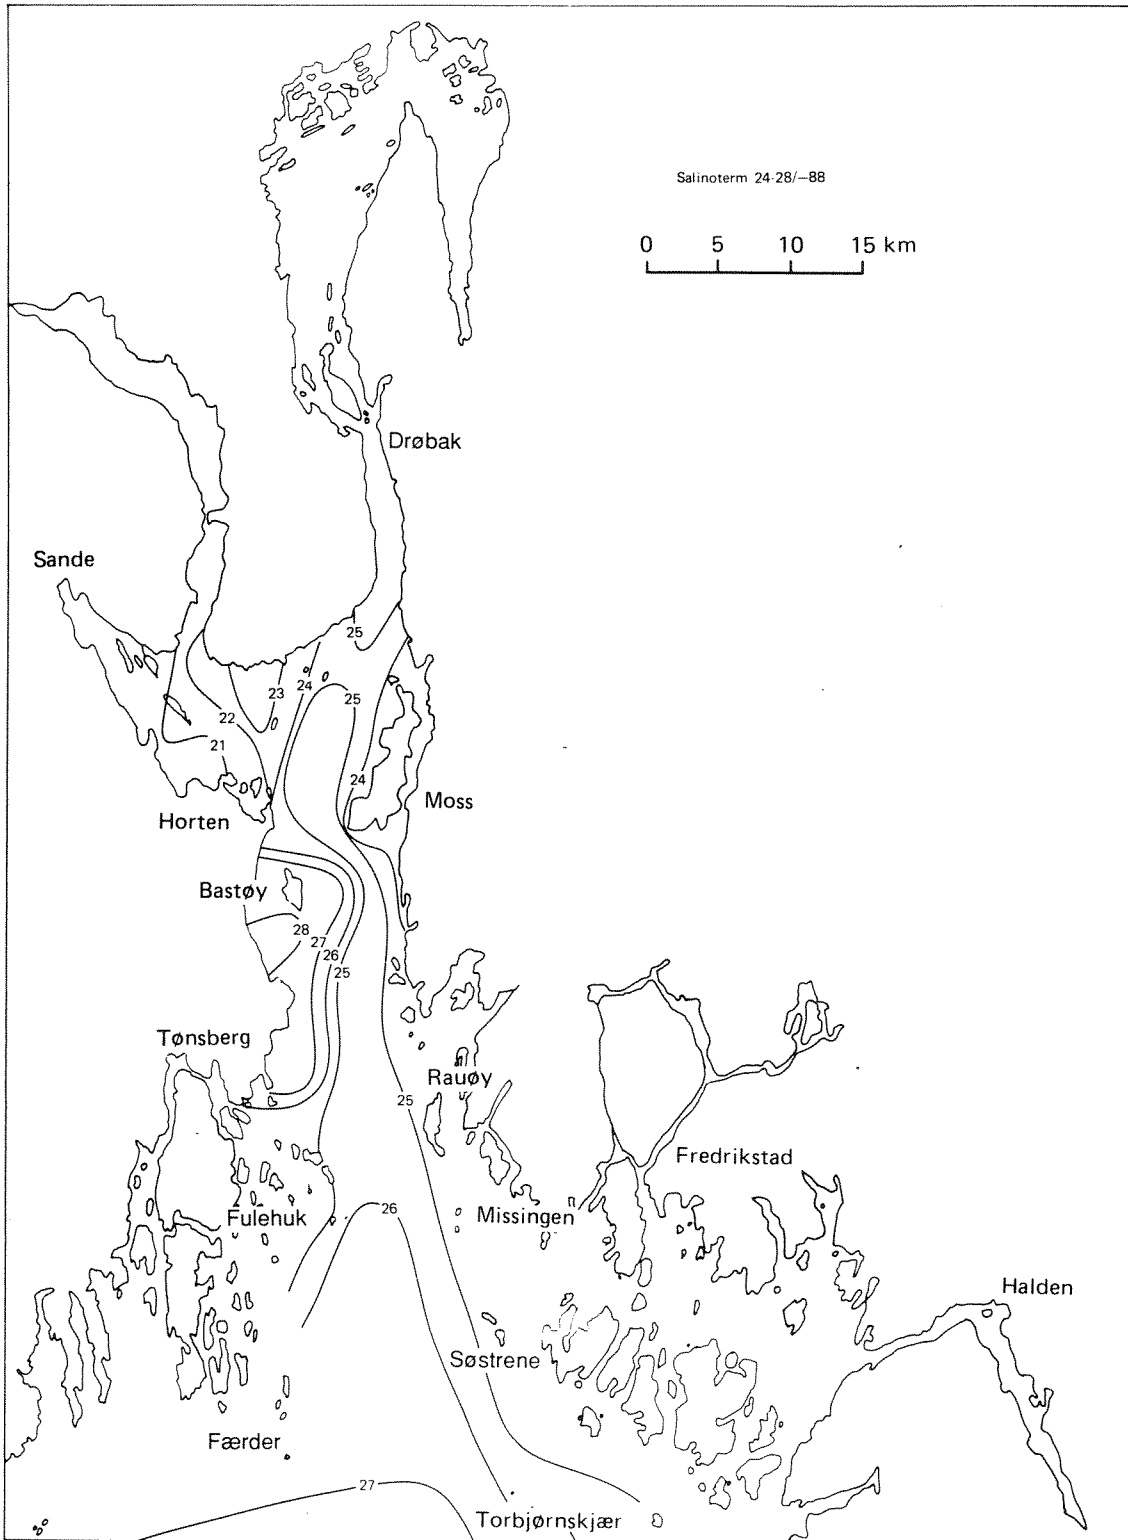 Salinoterm 24-28/–88
0 5 10 15 km
Drøbak
Sande
25
23
24
25
22
21
24
Moss
Horten
Bastøy
28
27
26
25
Tønsberg
Rauøy
25
Fredrikstad
26
Fulehuk
Missingen
Halden
Søstrene
Færder
27
Torbjørnskjær